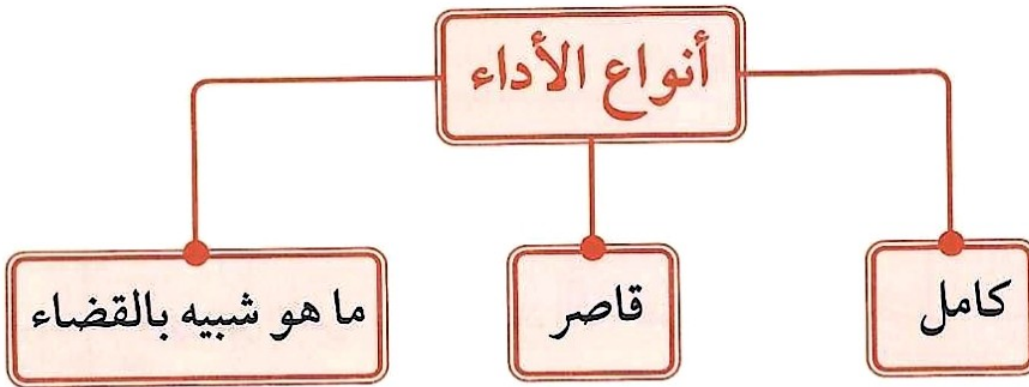 أنواع الأداء
كامل
قاصر
ما هو شبيه بالقضاء